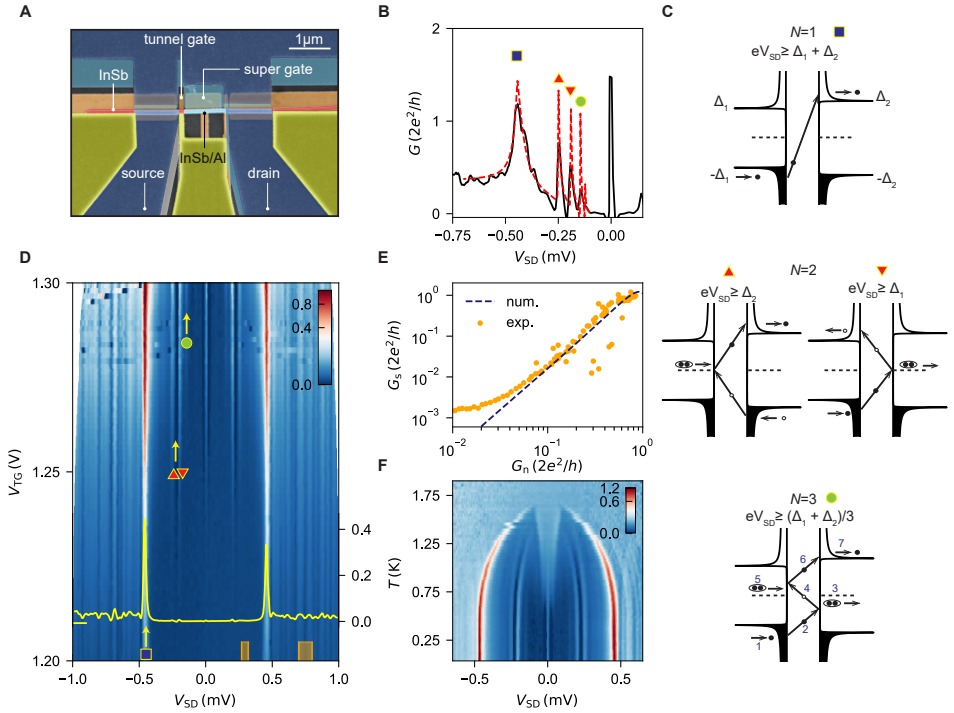 A
1µm
tunnel gate
super gate
InSb
InSb/Al
source
drain
B
G (2e²/h)
2
1
0
−0.75
−0.50
−0.25
0.00
V_SD (mV)
C
N=1
eV_SD ≥ Δ₁ + Δ₂
Δ₁
Δ₂
-Δ₁
-Δ₂
N=2
eV_SD ≥ Δ₂
eV_SD ≥ Δ₁
N=3
eV_SD ≥ (Δ₁ + Δ₂)/3
7
6
5
4
3
2
1
D
V_TG (V)
1.30
1.25
1.20
0.8
0.4
0.0
0.4
0.2
0.0
−1.0
−0.5
0.0
0.5
1.0
V_SD (mV)
E
G_s (2e²/h)
10⁰
10⁻¹
10⁻²
10⁻³
num.
exp.
10⁻²
10⁻¹
10⁰
G_n (2e²/h)
F
T (K)
1.75
1.25
0.75
0.25
1.2
0.6
0.0
−0.5
0.0
0.5
V_SD (mV)